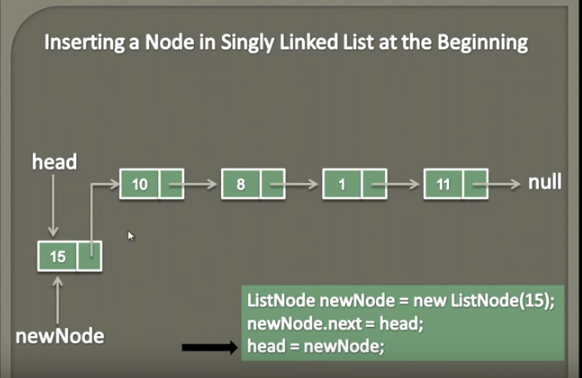 Inserting a Node in Singly Linked List at the Beginning
head
10 8 1 11 null
15
newNode
ListNode newNode = new ListNode(15);
newNode.next = head;
head = newNode;